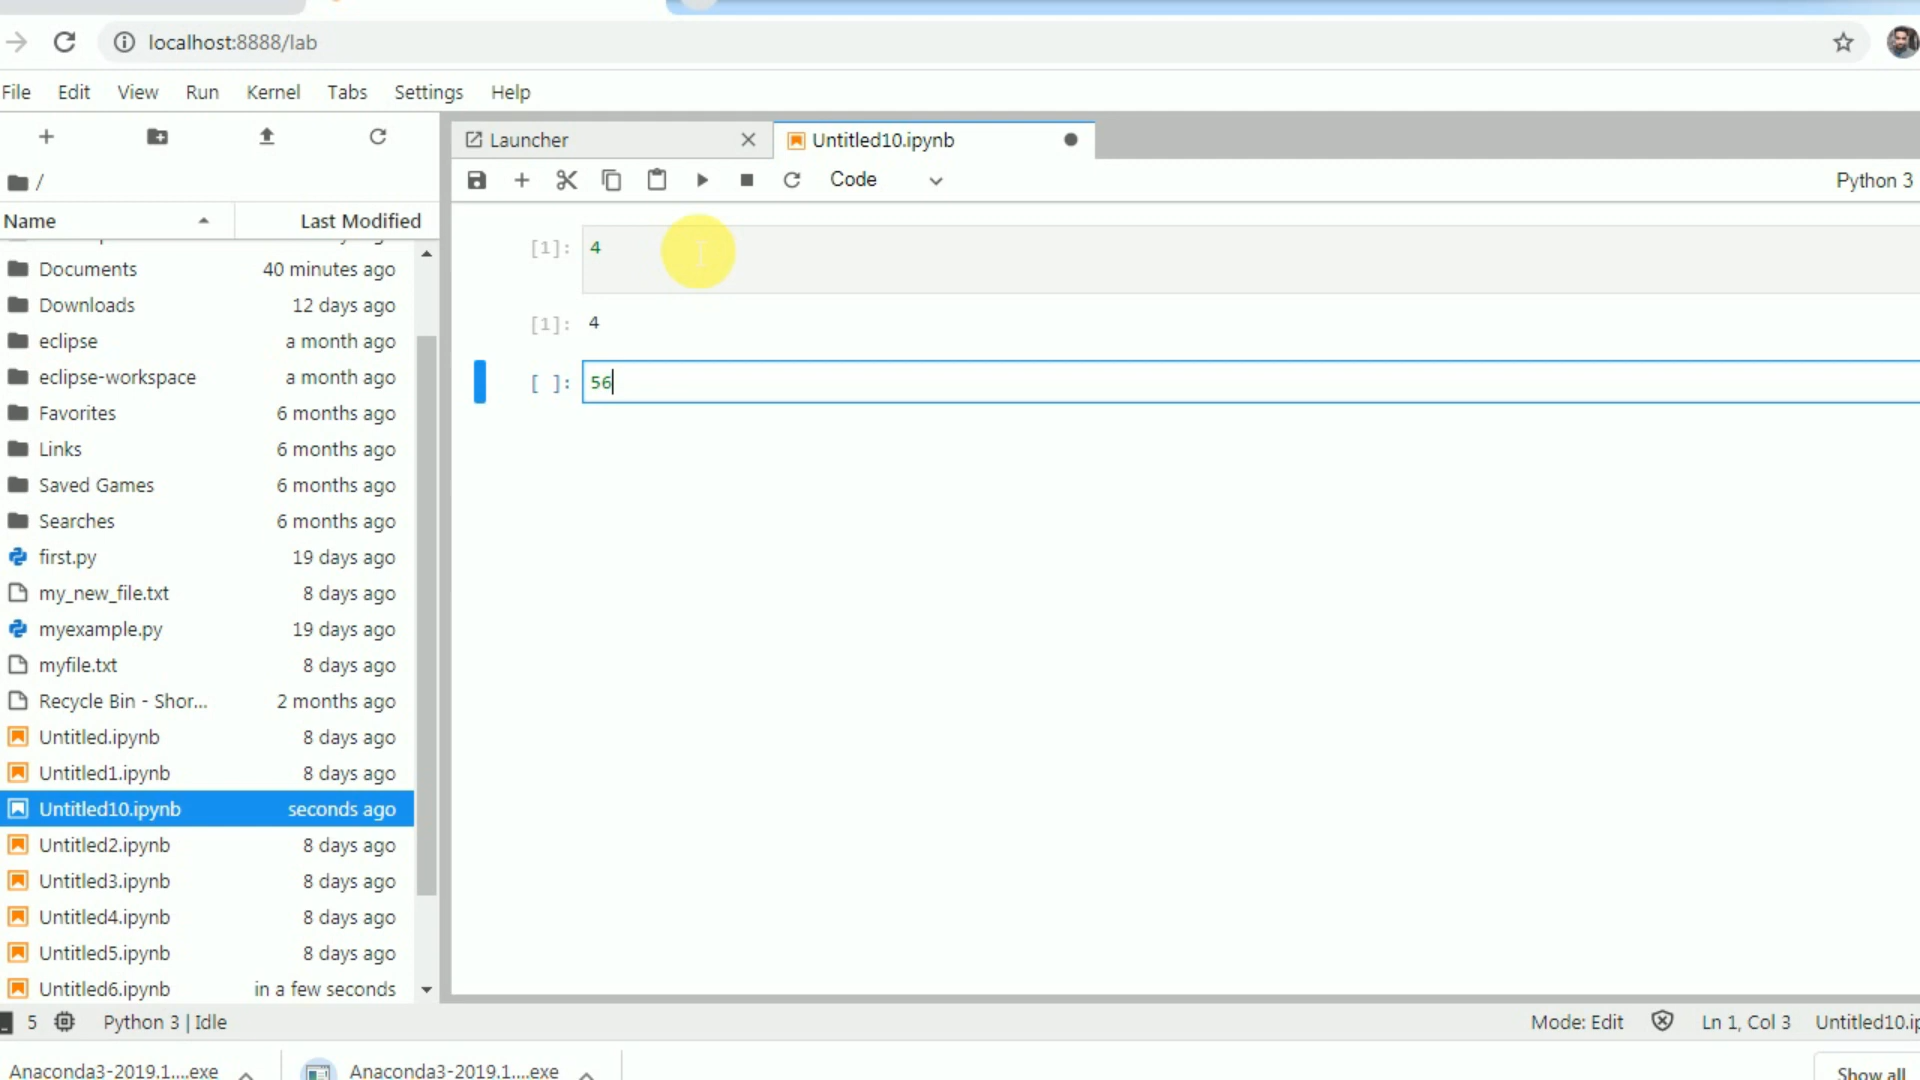 localhost:8888/lab
File Edit View Run Kernel Tabs Settings Help
Launcher Untitled10.ipynb
/ Code Python 3
Name Last Modified
[1]: 4
Documents 40 minutes ago
Downloads 12 days ago
[1]: 4
eclipse a month ago
eclipse-workspace a month ago
[ ]: 56
Favorites 6 months ago
Links 6 months ago
Saved Games 6 months ago
Searches 6 months ago
first.py 19 days ago
my_new_file.txt 8 days ago
myexample.py 19 days ago
myfile.txt 8 days ago
Recycle Bin - Shor... 2 months ago
Untitled.ipynb 8 days ago
Untitled1.ipynb 8 days ago
Untitled10.ipynb seconds ago
Untitled2.ipynb 8 days ago
Untitled3.ipynb 8 days ago
Untitled4.ipynb 8 days ago
Untitled5.ipynb 8 days ago
Untitled6.ipynb in a few seconds
5 Python 3 | Idle Mode: Edit Ln 1, Col 3 Untitled10.ip
Anaconda3-2019.1....exe Anaconda3-2019.1....exe Show all